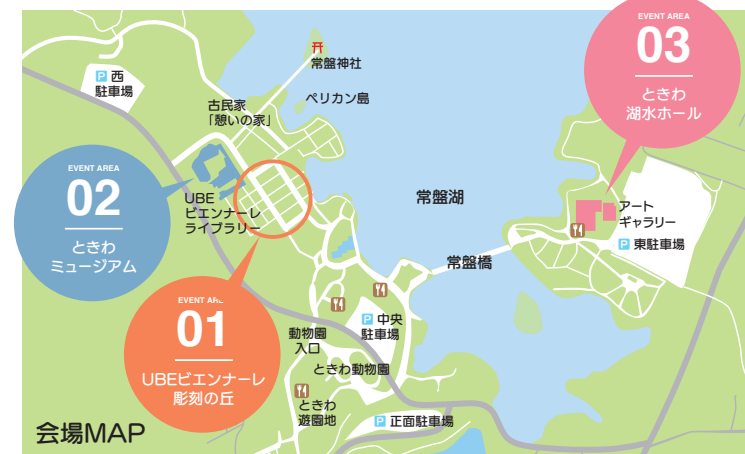 EVENT AREA
03
ときわ
湖水ホール
常盤神社
P 西
駐車場
ペリカン島
古民家
「憩いの家」
EVENT AREA
02
ときわ
ミュージアム
UBE
ビエンナーレ
ライブラリー
常盤湖
アート
ギャラリー
P 東駐車場
常盤橋
EVENT AREA
01
UBEビエンナーレ
彫刻の丘
P 中央
駐車場
動物園
入口
ときわ動物園
ときわ
遊園地
P 正面駐車場
会場MAP